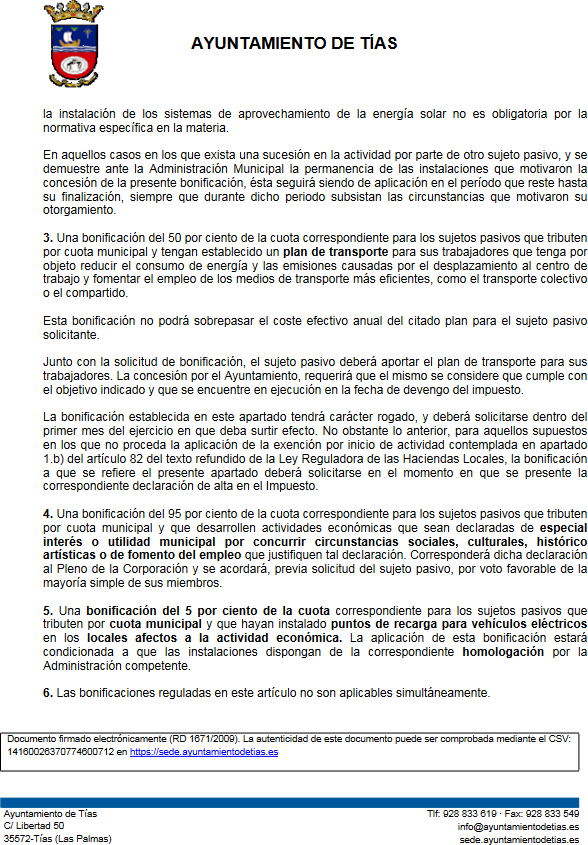 AYUNTAMIENTO DE TÍAS
la instalación de los sistemas de aprovechamiento de la energía solar no es obligatoria por la
normativa específica en la materia.
En aquellos casos en los que exista una sucesión en la actividad por parte de otro sujeto pasivo, y se
demuestre ante la Administración Municipal la permanencia de las instalaciones que motivaron la
concesión de la presente bonificación, ésta seguirá siendo de aplicación en el período que reste hasta
su finalización, siempre que durante dicho periodo subsistan las circunstancias que motivaron su
otorgamiento.
3. Una bonificación del 50 por ciento de la cuota correspondiente para los sujetos pasivos que tributen
por cuota municipal y tengan establecido un plan de transporte para sus trabajadores que tenga por
objeto reducir el consumo de energía y las emisiones causadas por el desplazamiento al centro de
trabajo y fomentar el empleo de los medios de transporte más eficientes, como el transporte colectivo
o el compartido.
Esta bonificación no podrá sobrepasar el coste efectivo anual del citado plan para el sujeto pasivo
solicitante.
Junto con la solicitud de bonificación, el sujeto pasivo deberá aportar el plan de transporte para sus
trabajadores. La concesión por el Ayuntamiento, requerirá que el mismo se considere que cumple con
el objetivo indicado y que se encuentre en ejecución en la fecha de devengo del impuesto.
La bonificación establecida en este apartado tendrá carácter rogado, y deberá solicitarse dentro del
primer mes del ejercicio en que deba surtir efecto. No obstante lo anterior, para aquellos supuestos
en los que no proceda la aplicación de la exención por inicio de actividad contemplada en apartado
1.b) del artículo 82 del texto refundido de la Ley Reguladora de las Haciendas Locales, la bonificación
a que se refiere el presente apartado deberá solicitarse en el momento en que se presente la
correspondiente declaración de alta en el Impuesto.
4. Una bonificación del 95 por ciento de la cuota correspondiente para los sujetos pasivos que tributen
por cuota municipal y que desarrollen actividades económicas que sean declaradas de especial
interés o utilidad municipal por concurrir circunstancias sociales, culturales, histórico
artísticas o de fomento del empleo que justifiquen tal declaración. Corresponderá dicha declaración
al Pleno de la Corporación y se acordará, previa solicitud del sujeto pasivo, por voto favorable de la
mayoría simple de sus miembros.
5. Una bonificación del 5 por ciento de la cuota correspondiente para los sujetos pasivos que
tributen por cuota municipal y que hayan instalado puntos de recarga para vehículos eléctricos
en los locales afectos a la actividad económica. La aplicación de esta bonificación estará
condicionada a que las instalaciones dispongan de la correspondiente homologación por la
Administración competente.
6. Las bonificaciones reguladas en este artículo no son aplicables simultáneamente.
Documento firmado electrónicamente (RD 1671/2009). La autenticidad de este documento puede ser comprobada mediante el CSV:
14160026370774600712 en https://sede.ayuntamientodetias.es
Ayuntamiento de Tías
C/ Libertad 50
35572-Tías (Las Palmas)
Tlf: 928 833 619 · Fax: 928 833 549
info@ayuntamientodetias.es
sede.ayuntamientodetias.es